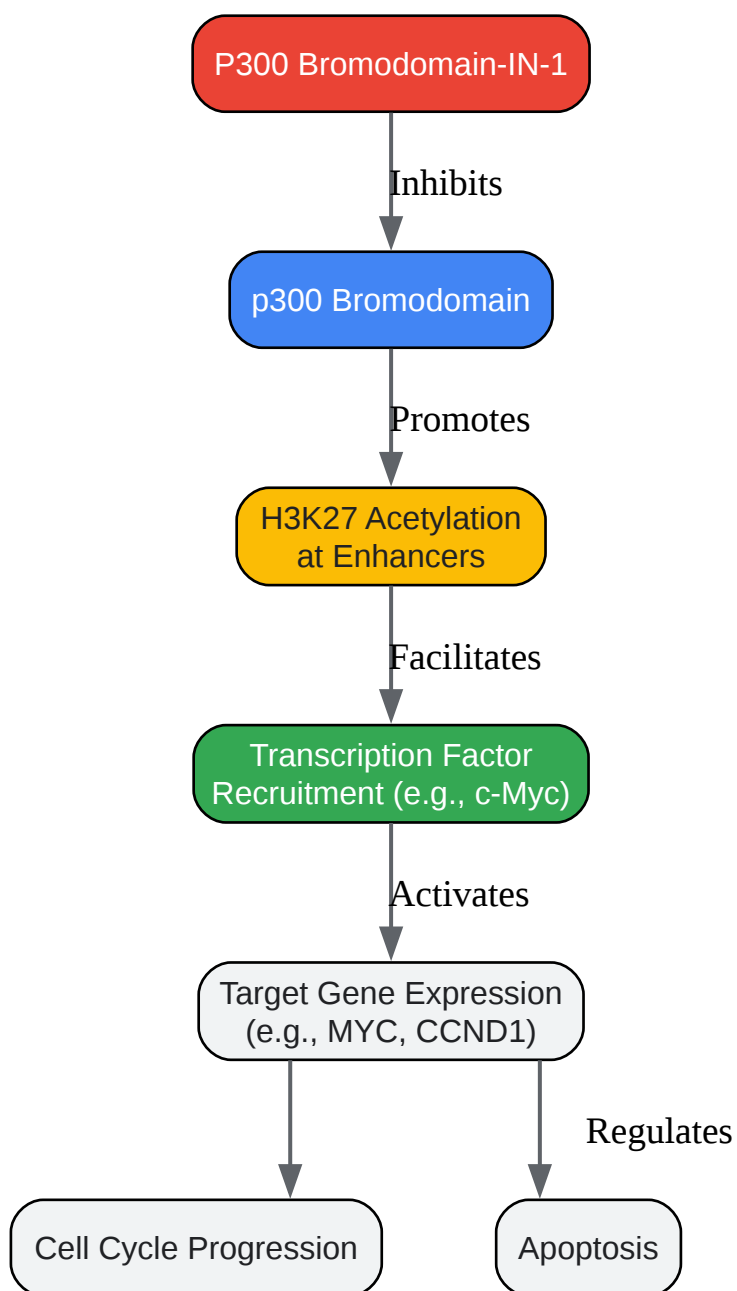 P300 Bromodomain-IN-1
Inhibits
p300 Bromodomain
Promotes
H3K27 Acetylation
at Enhancers
Facilitates
Transcription Factor
Recruitment (e.g., c-Myc)
Activates
Target Gene Expression
(e.g., MYC, CCND1)
Regulates
Cell Cycle Progression
Apoptosis